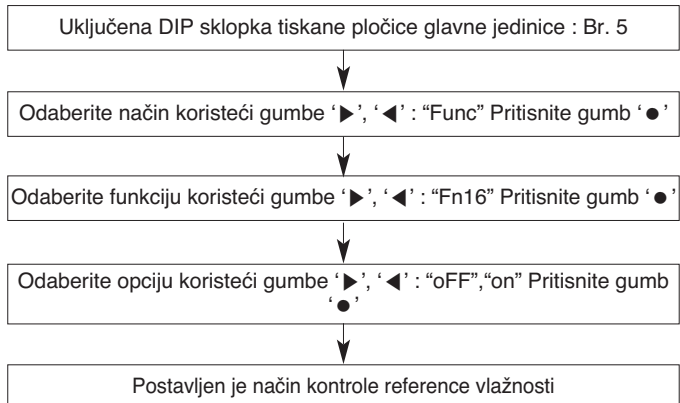 Uključena DIP sklopka tiskane pločice glavne jedinice : Br. 5
Odaberite način koristeći gumbe ‘▶’, ‘◀’ : “Func” Pritisnite gumb ‘●’
Odaberite funkciju koristeći gumbe ‘▶’, ‘◀’ : “Fn16” Pritisnite gumb ‘●’
Odaberite opciju koristeći gumbe ‘▶’, ‘◀’ : “oFF”,“on” Pritisnite gumb
‘●’
Postavljen je način kontrole reference vlažnosti